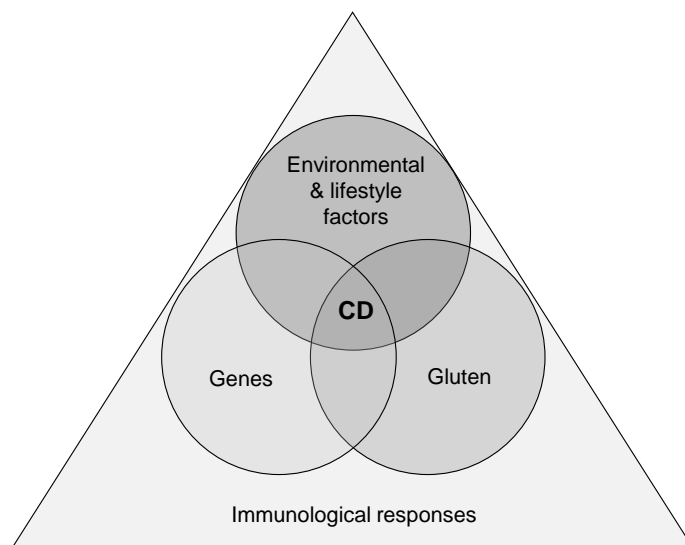 Environmental
& lifestyle
factors
CD
Genes
Gluten
Immunological responses